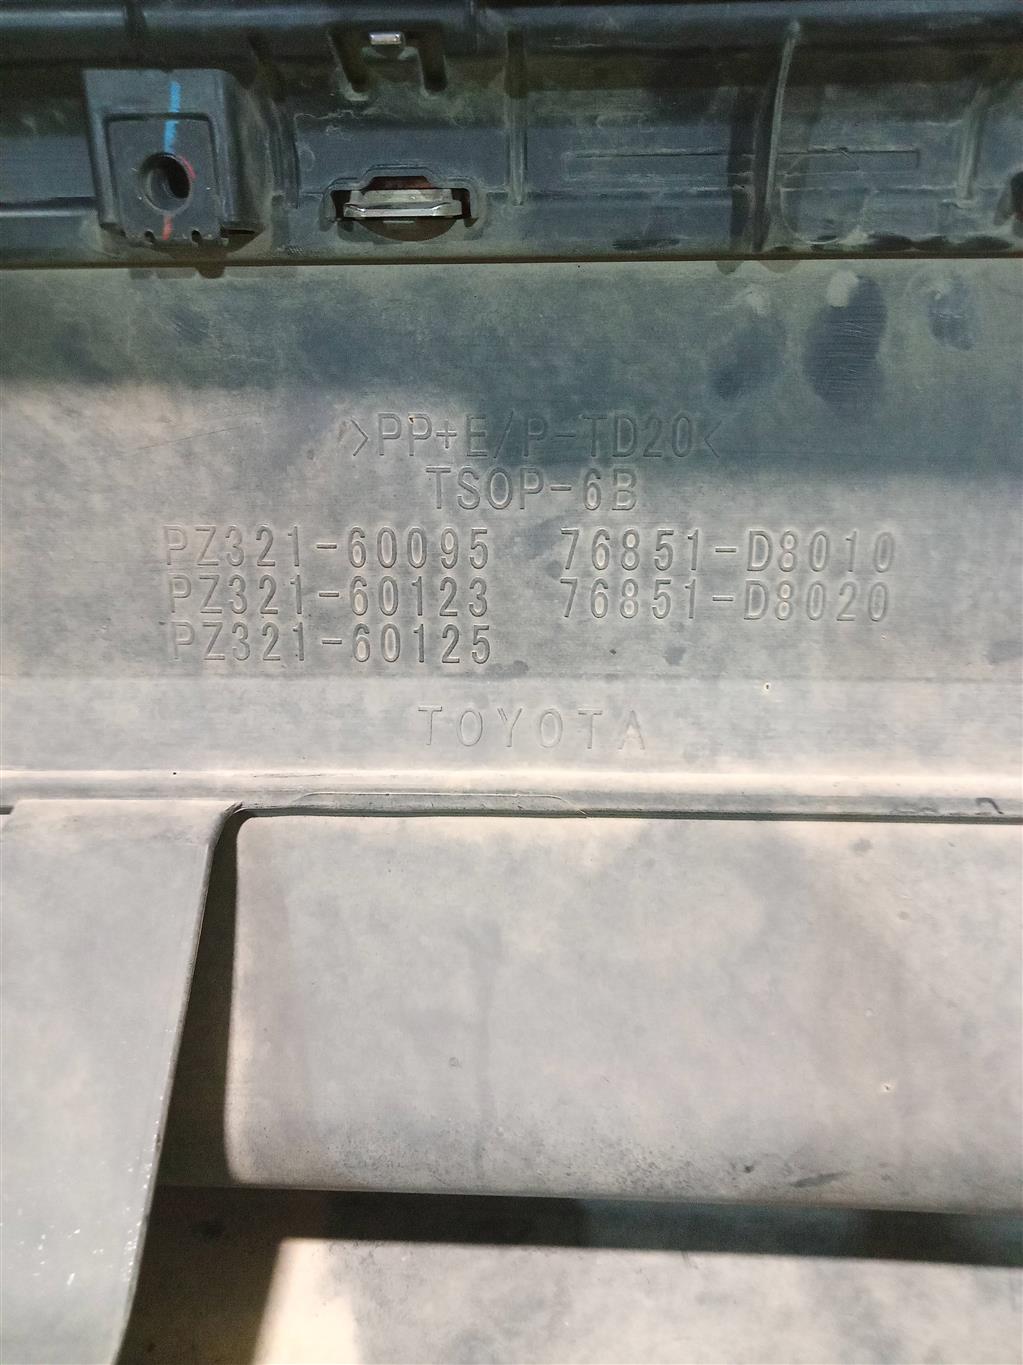 >PP+E/P-TD20<
TSOP-6B
PZ321-60095 76851-D8010
PZ321-60123 76851-D8020
PZ321-60125
TOYOTA